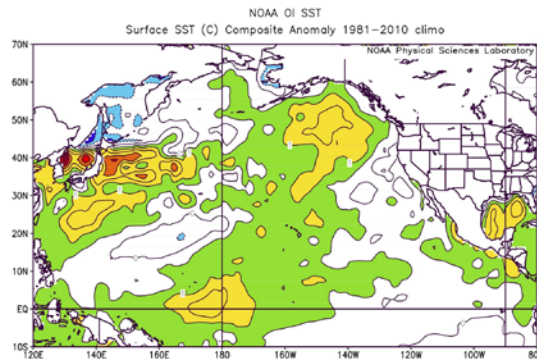 NOAA OI SST
Surface SST (C) Composite Anomaly 1981-2010 climo
NOAA Physical Sciences Laboratory
70N
60N
50N
40N
30N
20N
10N
EQ
10S
120E
140E
160E
180
160W
140W
120W
100W